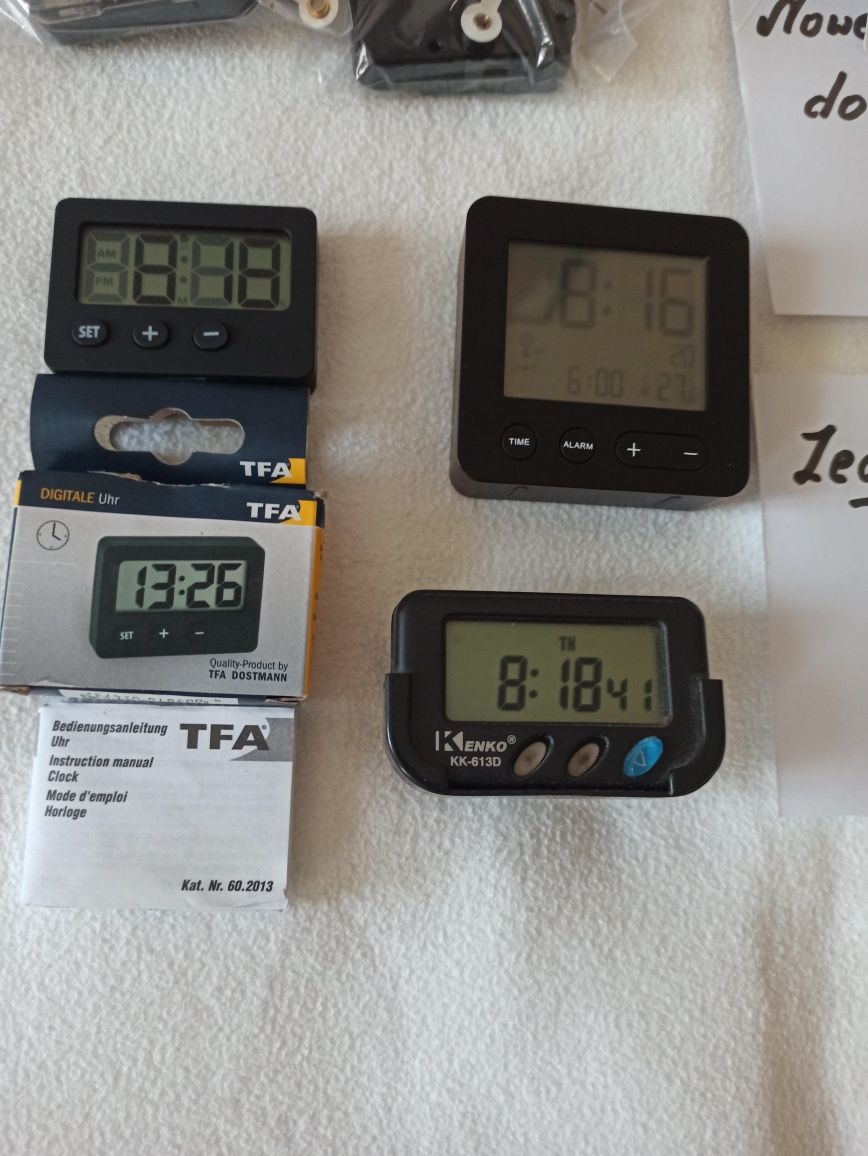 do
AM
PM
8:18
M
SET + −
TFA
DIGITALE Uhr
TFA
13:26
SET + −
Quality-Product by
TFA DOSTMANN
Bedienungsanleitung
Uhr
Instruction manual
Clock
Mode d'emploi
Horloge
TFA
Kat. Nr. 60.2013
8:16
20
6:00
27
TIME ALARM + −
TH
8:18 41
KENKO®
KK-613D